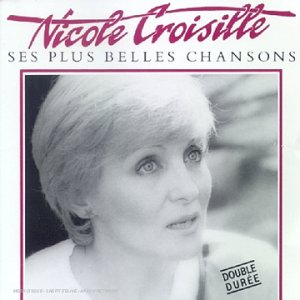 Nicole Croisille
SES PLUS BELLES CHANSONS
DOUBLE
DURÉE